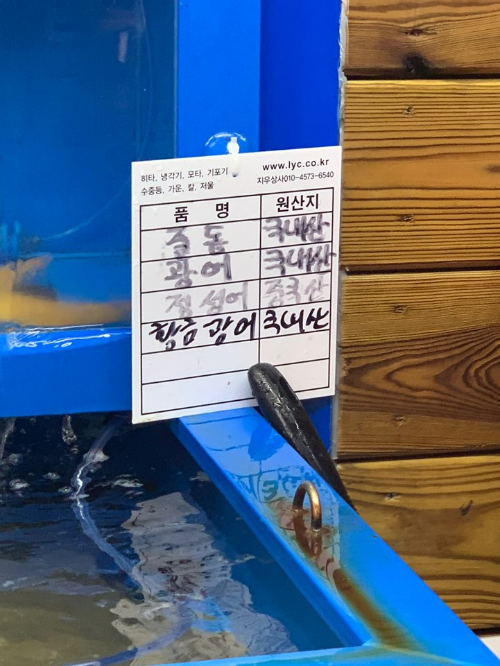 www.lyc.co.kr
히타, 냉각기, 모타, 기포기
수중등, 가운, 칼, 저울 지우상사010-4573-6540
품 명 원산지
줄돔 국내산
광어 국내산
점성어 중국산
황금광어 국내산